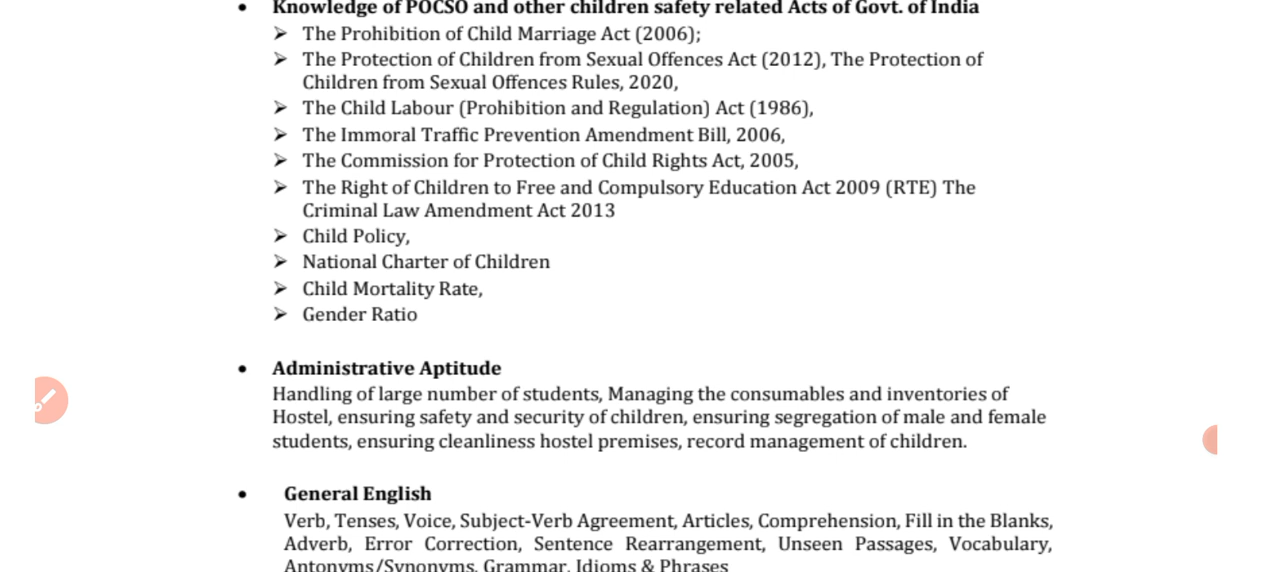 • Knowledge of POCSO and other children safety related Acts of Govt. of India
➢ The Prohibition of Child Marriage Act (2006);
➢ The Protection of Children from Sexual Offences Act (2012), The Protection of
Children from Sexual Offences Rules, 2020,
➢ The Child Labour (Prohibition and Regulation) Act (1986),
➢ The Immoral Traffic Prevention Amendment Bill, 2006,
➢ The Commission for Protection of Child Rights Act, 2005,
➢ The Right of Children to Free and Compulsory Education Act 2009 (RTE) The
Criminal Law Amendment Act 2013
➢ Child Policy,
➢ National Charter of Children
➢ Child Mortality Rate,
➢ Gender Ratio
• Administrative Aptitude
Handling of large number of students, Managing the consumables and inventories of
Hostel, ensuring safety and security of children, ensuring segregation of male and female
students, ensuring cleanliness hostel premises, record management of children.
• General English
Verb, Tenses, Voice, Subject-Verb Agreement, Articles, Comprehension, Fill in the Blanks,
Adverb, Error Correction, Sentence Rearrangement, Unseen Passages, Vocabulary,
Antonyms/Synonyms, Grammar, Idioms & Phrases